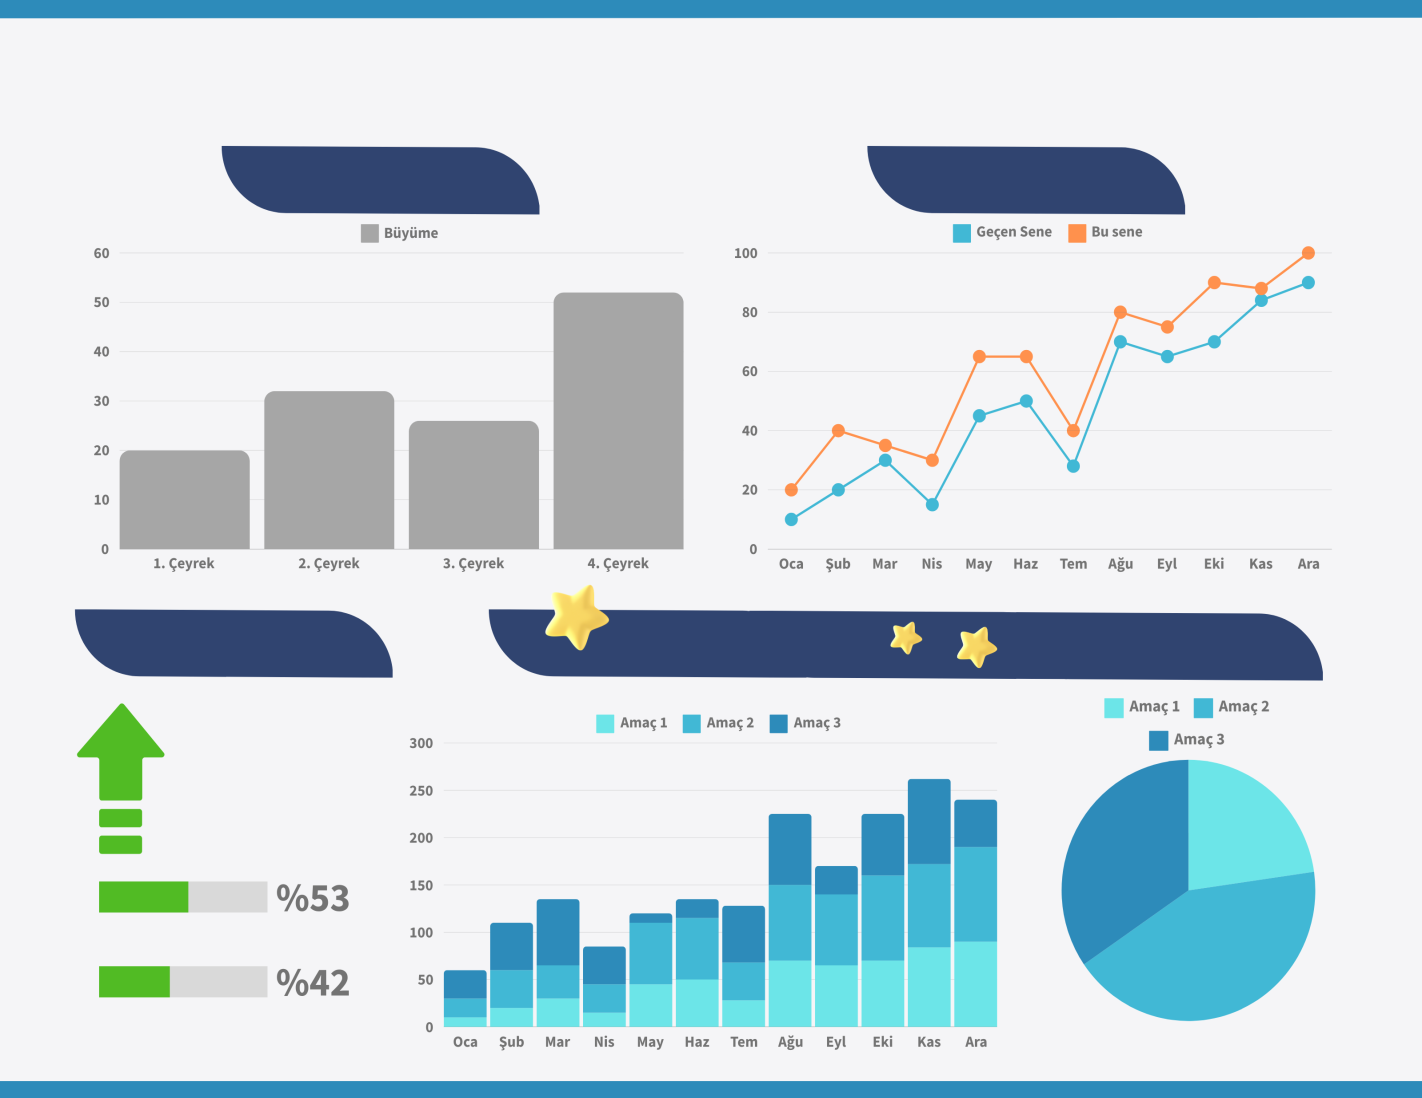 Büyüme
60
50
40
30
20
10
0
1. Çeyrek 2. Çeyrek 3. Çeyrek 4. Çeyrek
Geçen Sene Bu sene
100
80
60
40
20
0
Oca Şub Mar Nis May Haz Tem Ağu Eyl Eki Kas Ara
%53
%42
Amaç 1 Amaç 2 Amaç 3
300
250
200
150
100
50
0
Oca Şub Mar Nis May Haz Tem Ağu Eyl Eki Kas Ara
Amaç 1 Amaç 2
Amaç 3